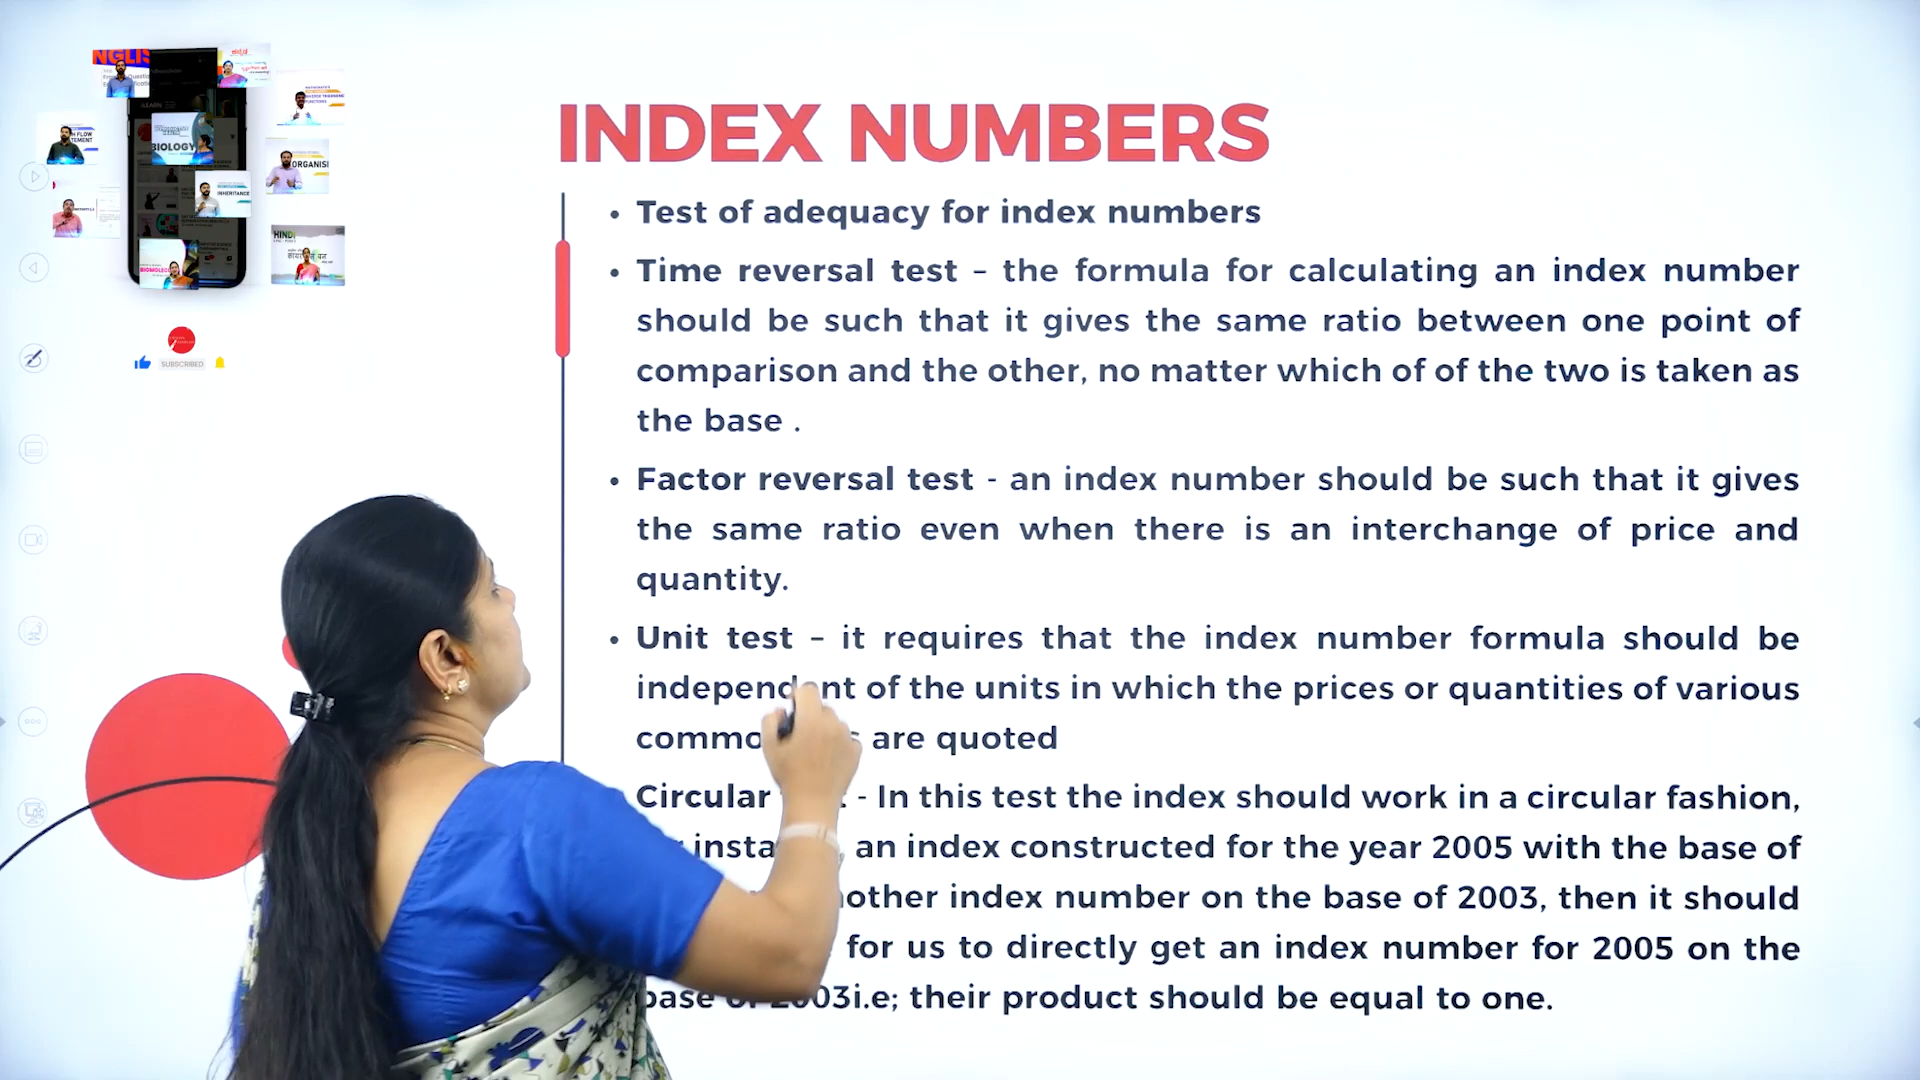 INDEX NUMBERS
• Test of adequacy for index numbers
• Time reversal test – the formula for calculating an index number
should be such that it gives the same ratio between one point of
comparison and the other, no matter which of of the two is taken as
the base .
• Factor reversal test - an index number should be such that it gives
the same ratio even when there is an interchange of price and
quantity.
• Unit test – it requires that the index number formula should be
independent of the units in which the prices or quantities of various
are quoted
Circular - In this test the index should work in a circular fashion,
an index constructed for the year 2005 with the base of
index number on the base of 2003, then it should
for us to directly get an index number for 2005 on the
base of 2003i.e; their product should be equal to one.
BIOLOGY
INHERITANCE
HINDI
SUBSCRIBED